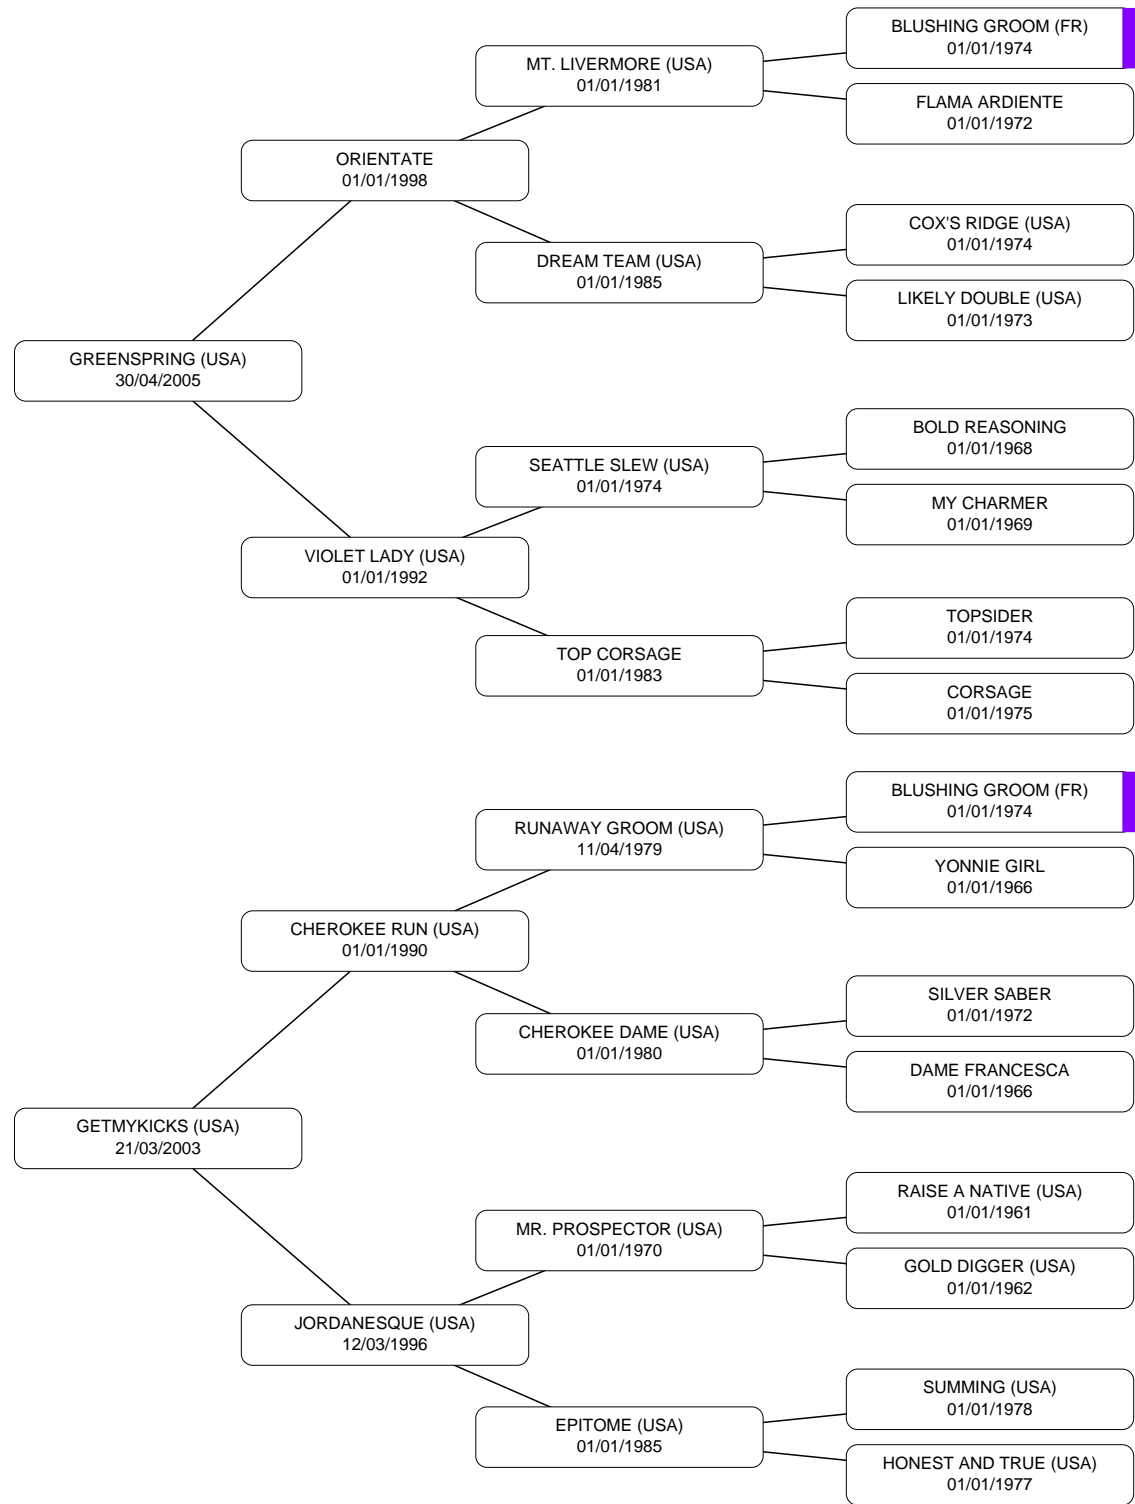 BLUSHING GROOM (FR)
01/01/1974
MT. LIVERMORE (USA)
01/01/1981
FLAMA ARDIENTE
01/01/1972
ORIENTATE
01/01/1998
COX'S RIDGE (USA)
01/01/1974
DREAM TEAM (USA)
01/01/1985
LIKELY DOUBLE (USA)
01/01/1973
GREENSPRING (USA)
30/04/2005
BOLD REASONING
01/01/1968
SEATTLE SLEW (USA)
01/01/1974
MY CHARMER
01/01/1969
VIOLET LADY (USA)
01/01/1992
TOPSIDER
01/01/1974
TOP CORSAGE
01/01/1983
CORSAGE
01/01/1975
BLUSHING GROOM (FR)
01/01/1974
RUNAWAY GROOM (USA)
11/04/1979
YONNIE GIRL
01/01/1966
CHEROKEE RUN (USA)
01/01/1990
SILVER SABER
01/01/1972
CHEROKEE DAME (USA)
01/01/1980
DAME FRANCESCA
01/01/1966
GETMYKICKS (USA)
21/03/2003
RAISE A NATIVE (USA)
01/01/1961
MR. PROSPECTOR (USA)
01/01/1970
GOLD DIGGER (USA)
01/01/1962
JORDANESQUE (USA)
12/03/1996
SUMMING (USA)
01/01/1978
EPITOME (USA)
01/01/1985
HONEST AND TRUE (USA)
01/01/1977